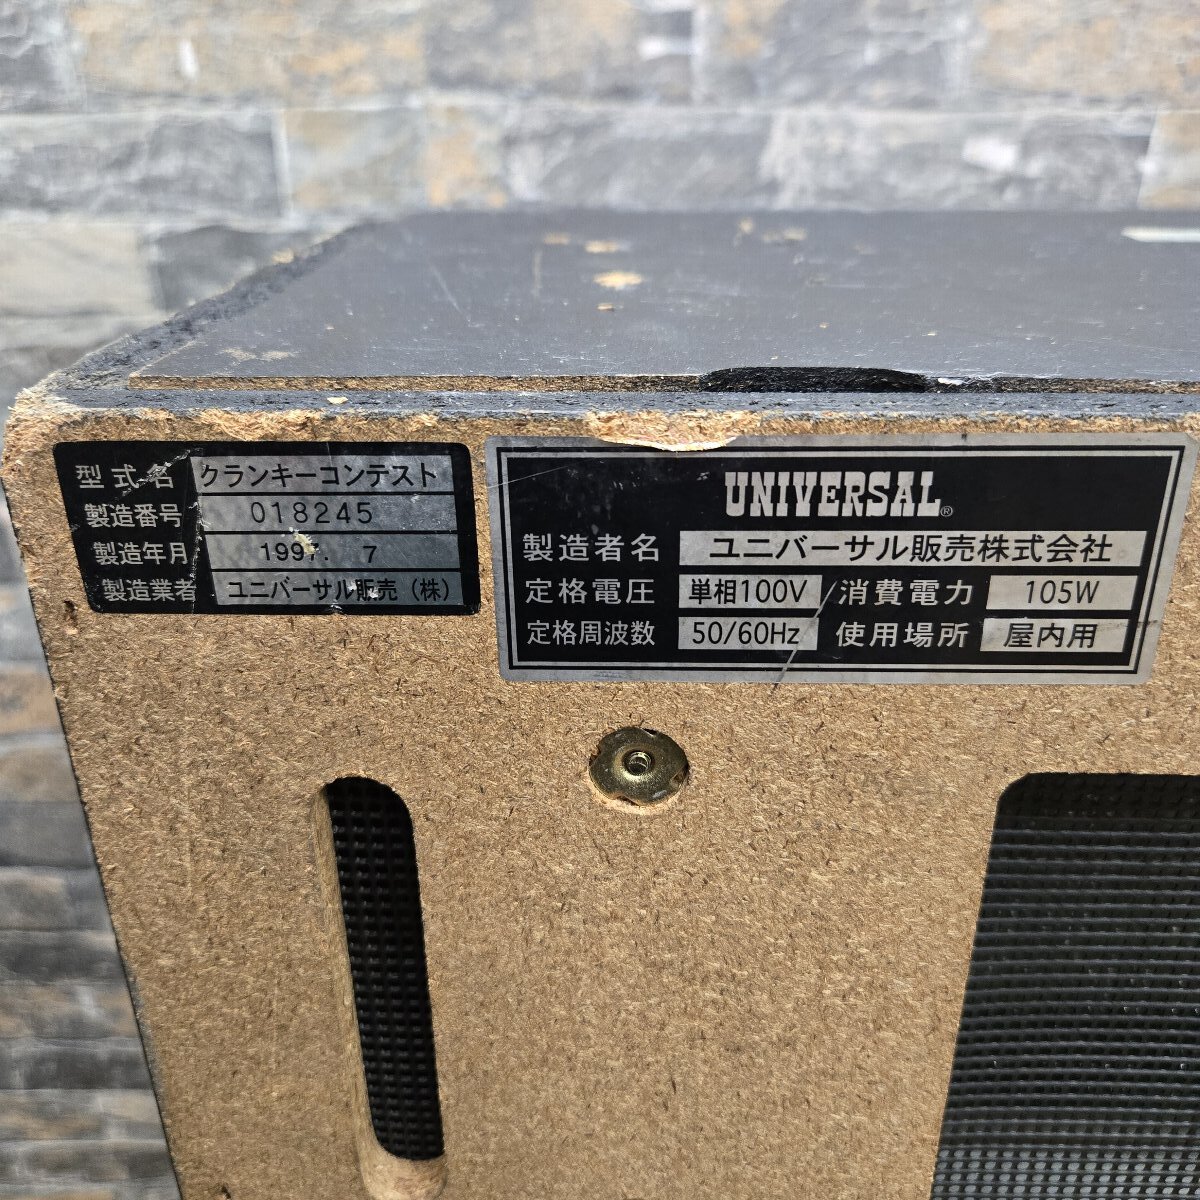 型式名 クランキーコンテスト
製造番号 018245
製造年月 7
製造業者 ユニバーサル販売(株)
UNIVERSAL®
製造者名 ユニバーサル販売株式会社
定格電圧 単相100V 消費電力 105W
定格周波数 50/60Hz 使用場所 屋内用